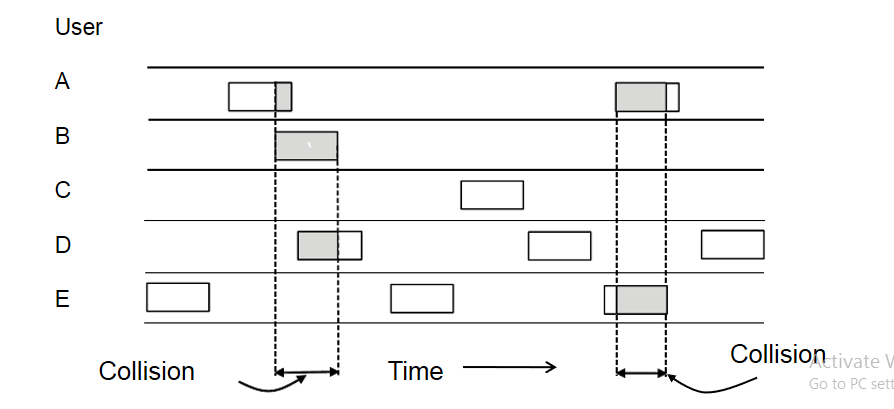 User
A
B
C
D
E
Collision
Time
Collision
Activate W
Go to PC sett